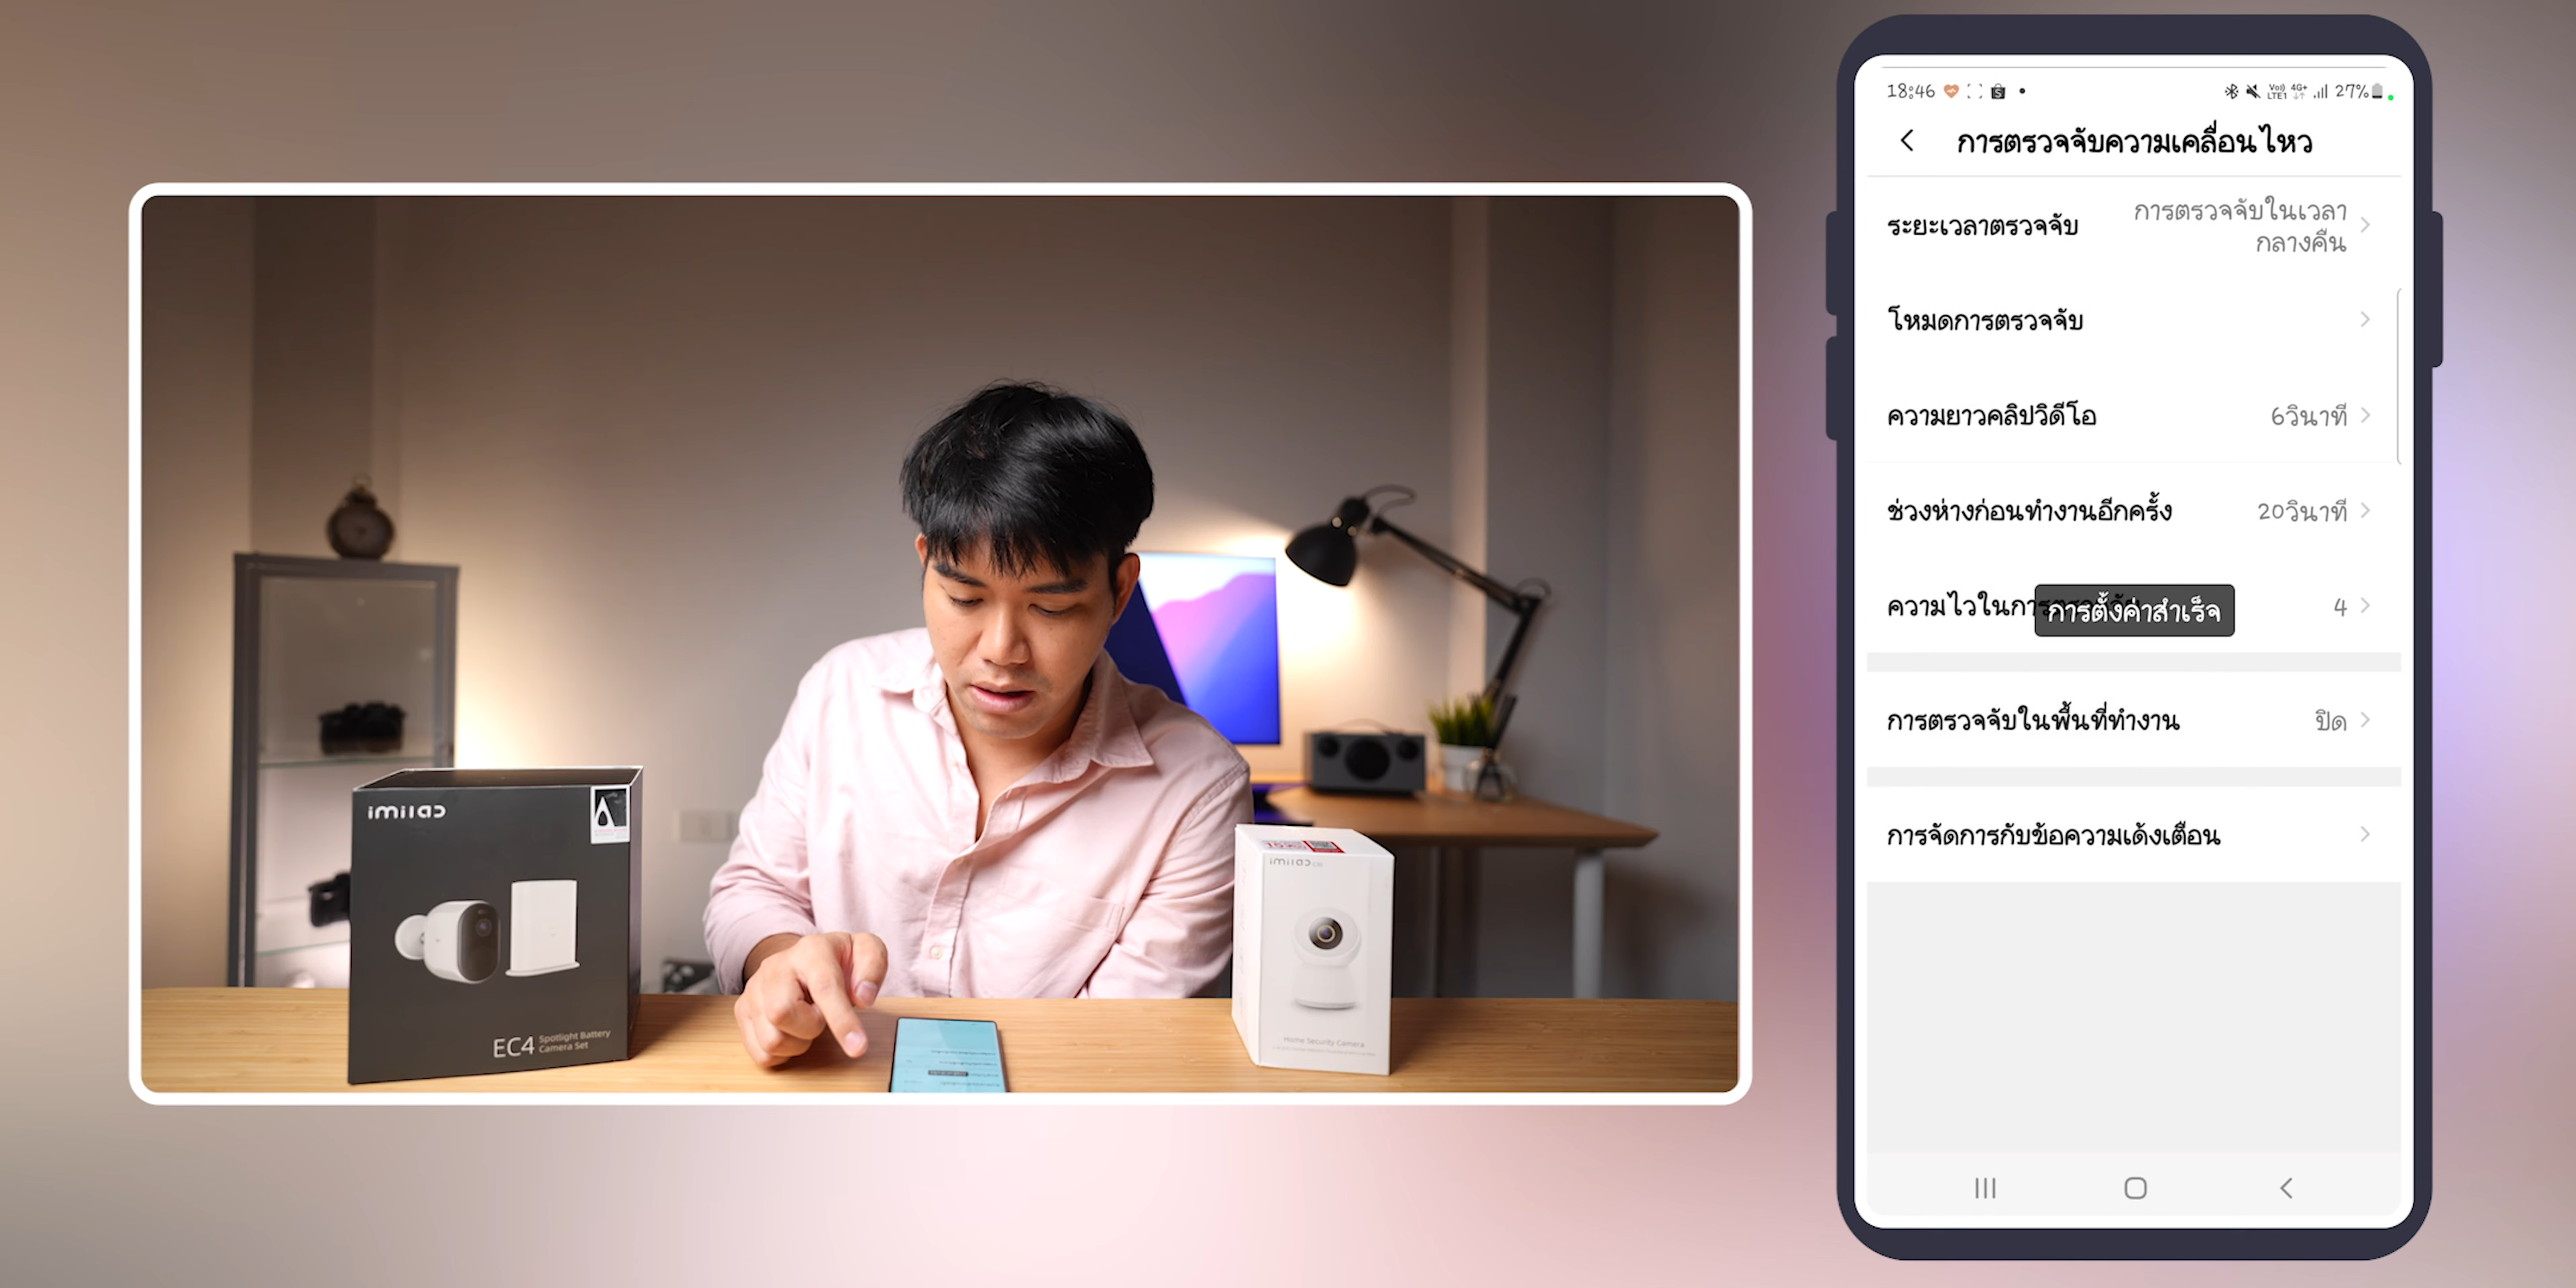 imilab
EC4 Spotlight Battery
Camera Set
imilab C30
Home Security Camera
18:46
Vo)) 4G+ 27%
LTE1
การตรวจจับความเคลื่อนไหว
ระยะเวลาตรวจจับ
การตรวจจับในเวลา
กลางคืน
โหมดการตรวจจับ
ความยาวคลิปวิดีโอ 6วินาที
ช่วงห่างก่อนทำงานอีกครั้ง 20วินาที
ความไวในการ 4
การตั้งค่าสำเร็จ
การตรวจจับในพื้นที่ทำงาน ปิด
การจัดการกับข้อความเด้งเตือน